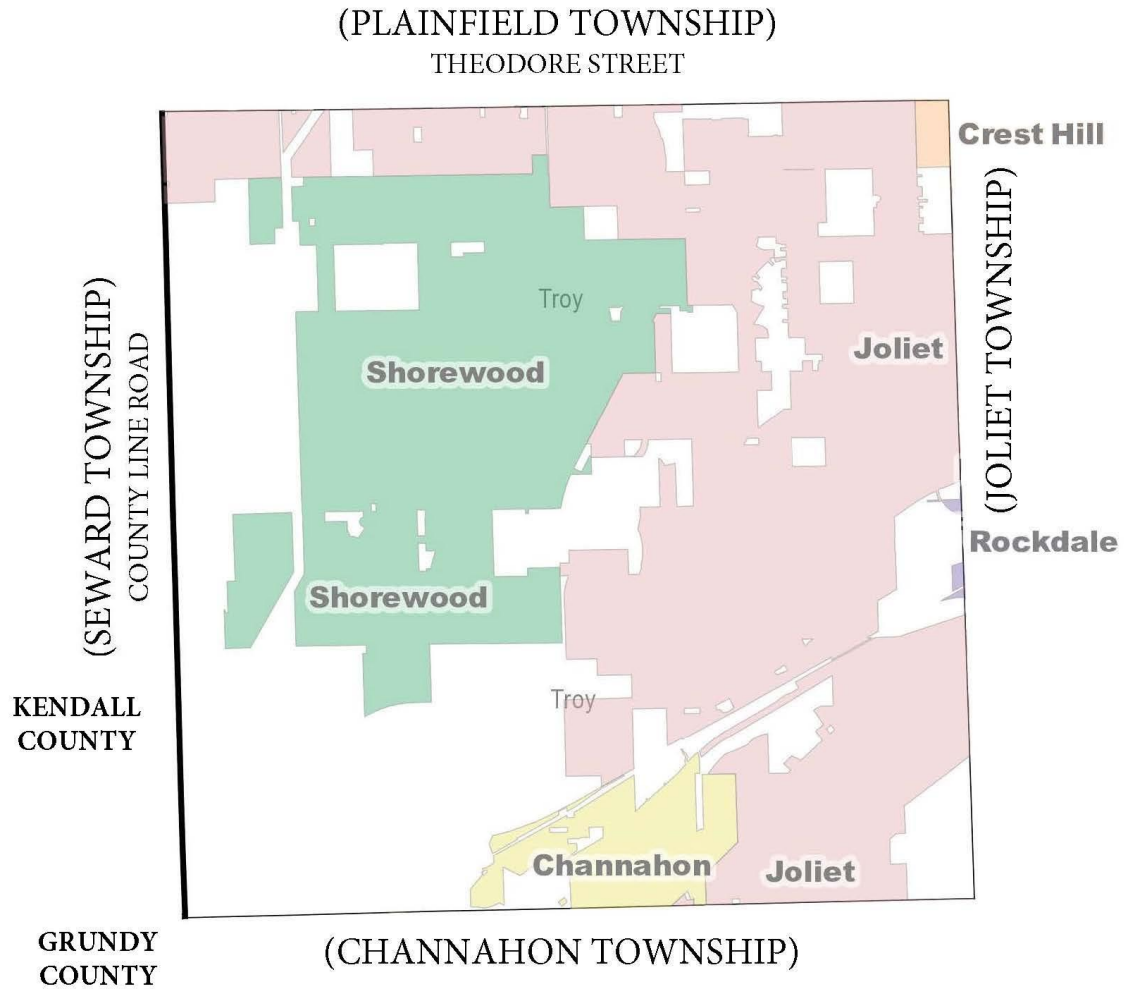 (PLAINFIELD TOWNSHIP)
THEODORE STREET
Crest Hill
(JOLIET TOWNSHIP)
Troy
Joliet
Shorewood
(SEWARD TOWNSHIP)
COUNTY LINE ROAD
Rockdale
Shorewood
Troy
KENDALL
COUNTY
Channahon
Joliet
GRUNDY
COUNTY
(CHANNAHON TOWNSHIP)